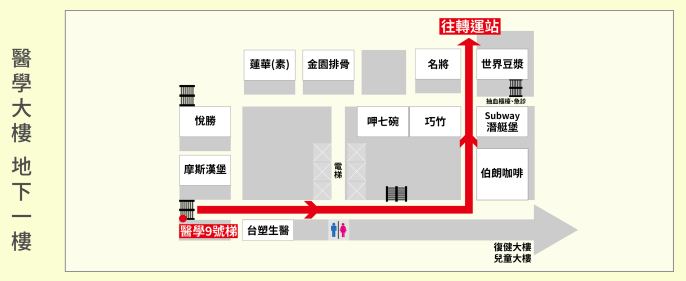 醫學大樓 地下一樓
往轉運站
蓮華(素)
金園排骨
名將
世界豆漿
抽血櫃檯、急診
悅勝
呷七碗
巧竹
Subway
潛艇堡
摩斯漢堡
電梯
伯朗咖啡
醫學9號梯
台塑生醫
復健大樓
兒童大樓